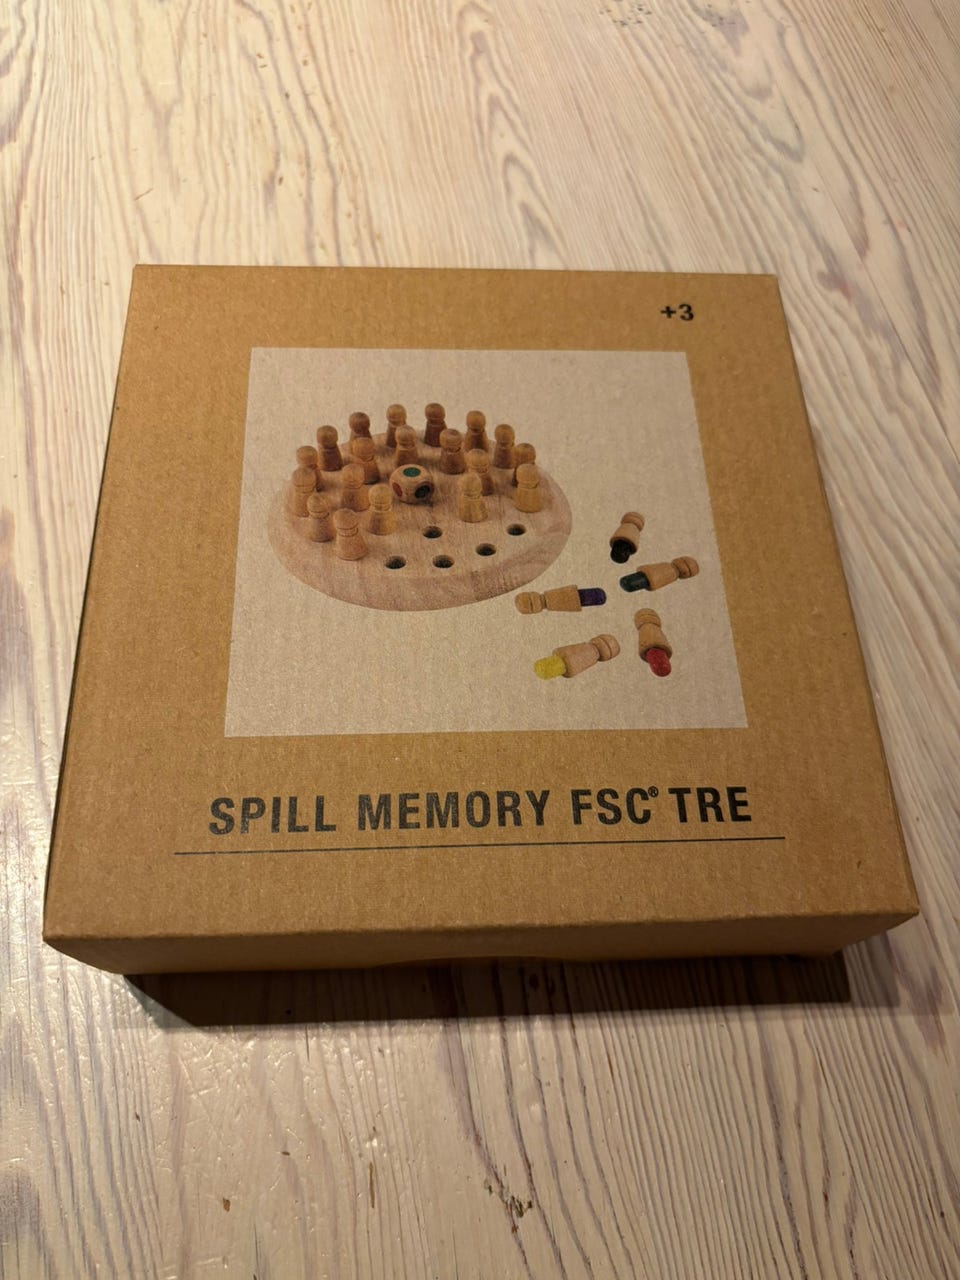 +3
SPILL MEMORY FSC® TRE